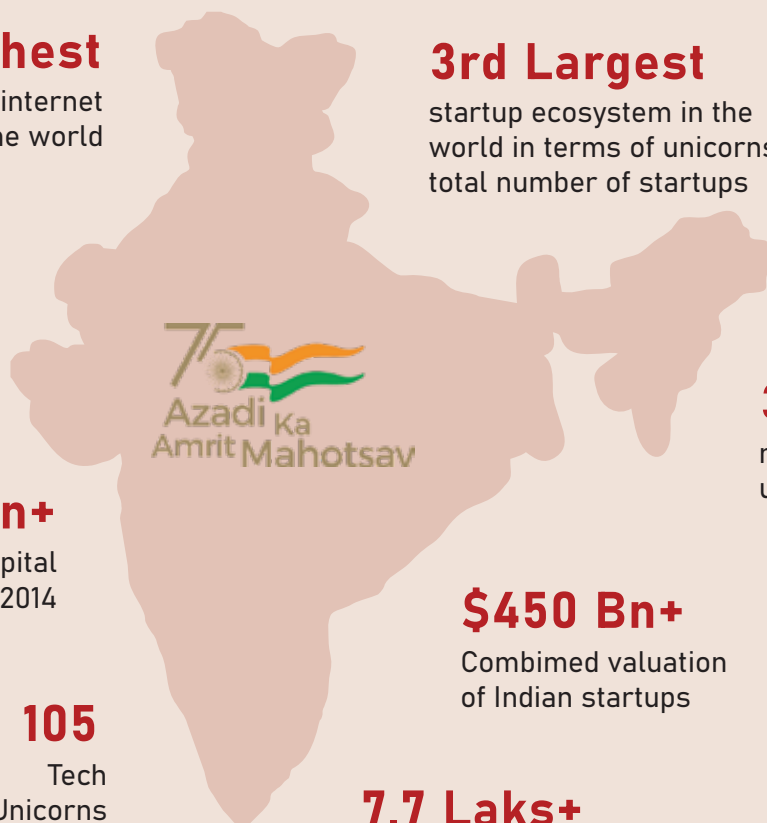 hest
internet
he world
3rd Largest
startup ecosystem in the
world in terms of unicorns
total number of startups
75
Azadi Ka
Amrit Mahotsav
n+
pital
2014
$450 Bn+
Combimed valuation
of Indian startups
105
Tech
Unicorns
7.7 Laks+